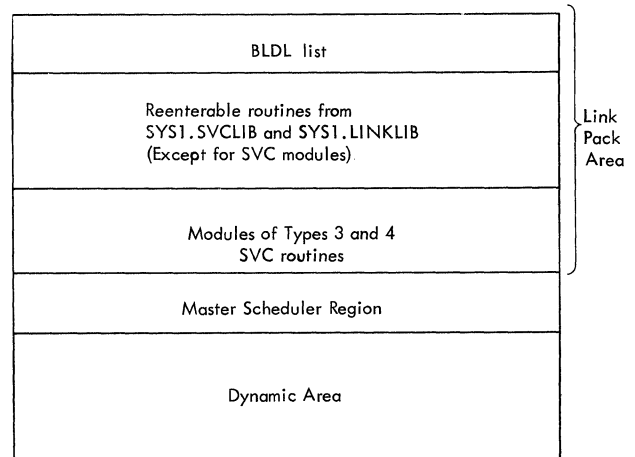 BLDL list
Reenterable routines from
SYS1.SVCLIB and SYS1.LINKLIB
(Except for SVC modules)
Modules of Types 3 and 4
SVC routines
Link
Pack
Area
Master Scheduler Region
Dynamic Area